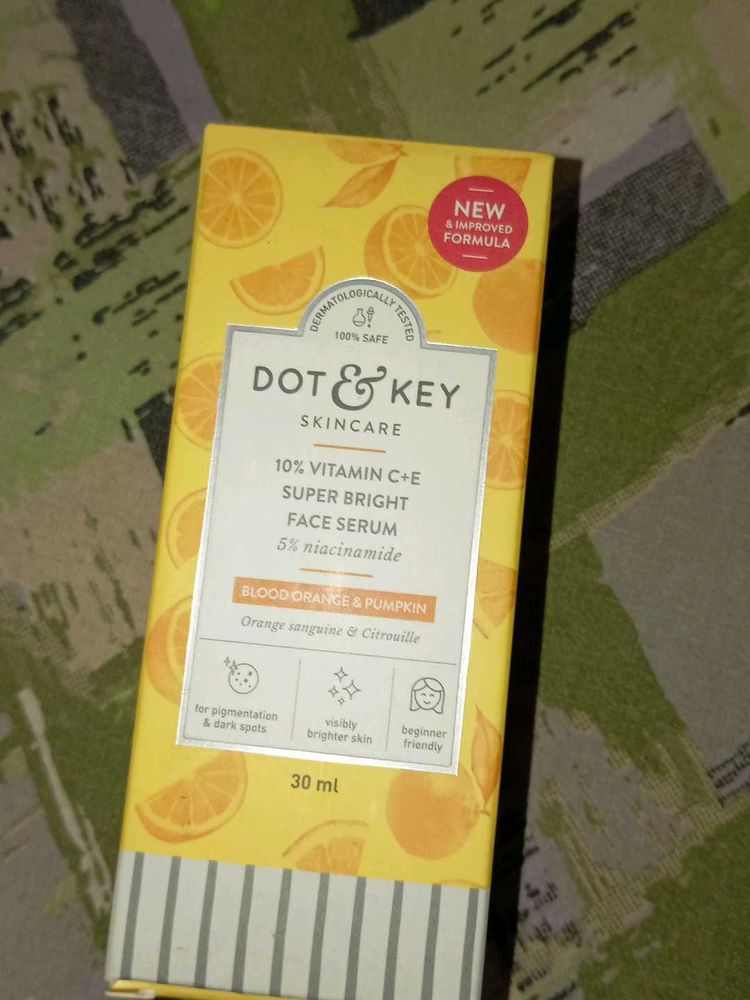 NEW
& IMPROVED
FORMULA
DERMATOLOGICALLY TESTED
100% SAFE
DOT & KEY
SKINCARE
10% VITAMIN C+E
SUPER BRIGHT
FACE SERUM
5% niacinamide
BLOOD ORANGE & PUMPKIN
Orange sanguine & Citrouille
for pigmentation
& dark spots
visibly
brighter skin
beginner
friendly
30 ml